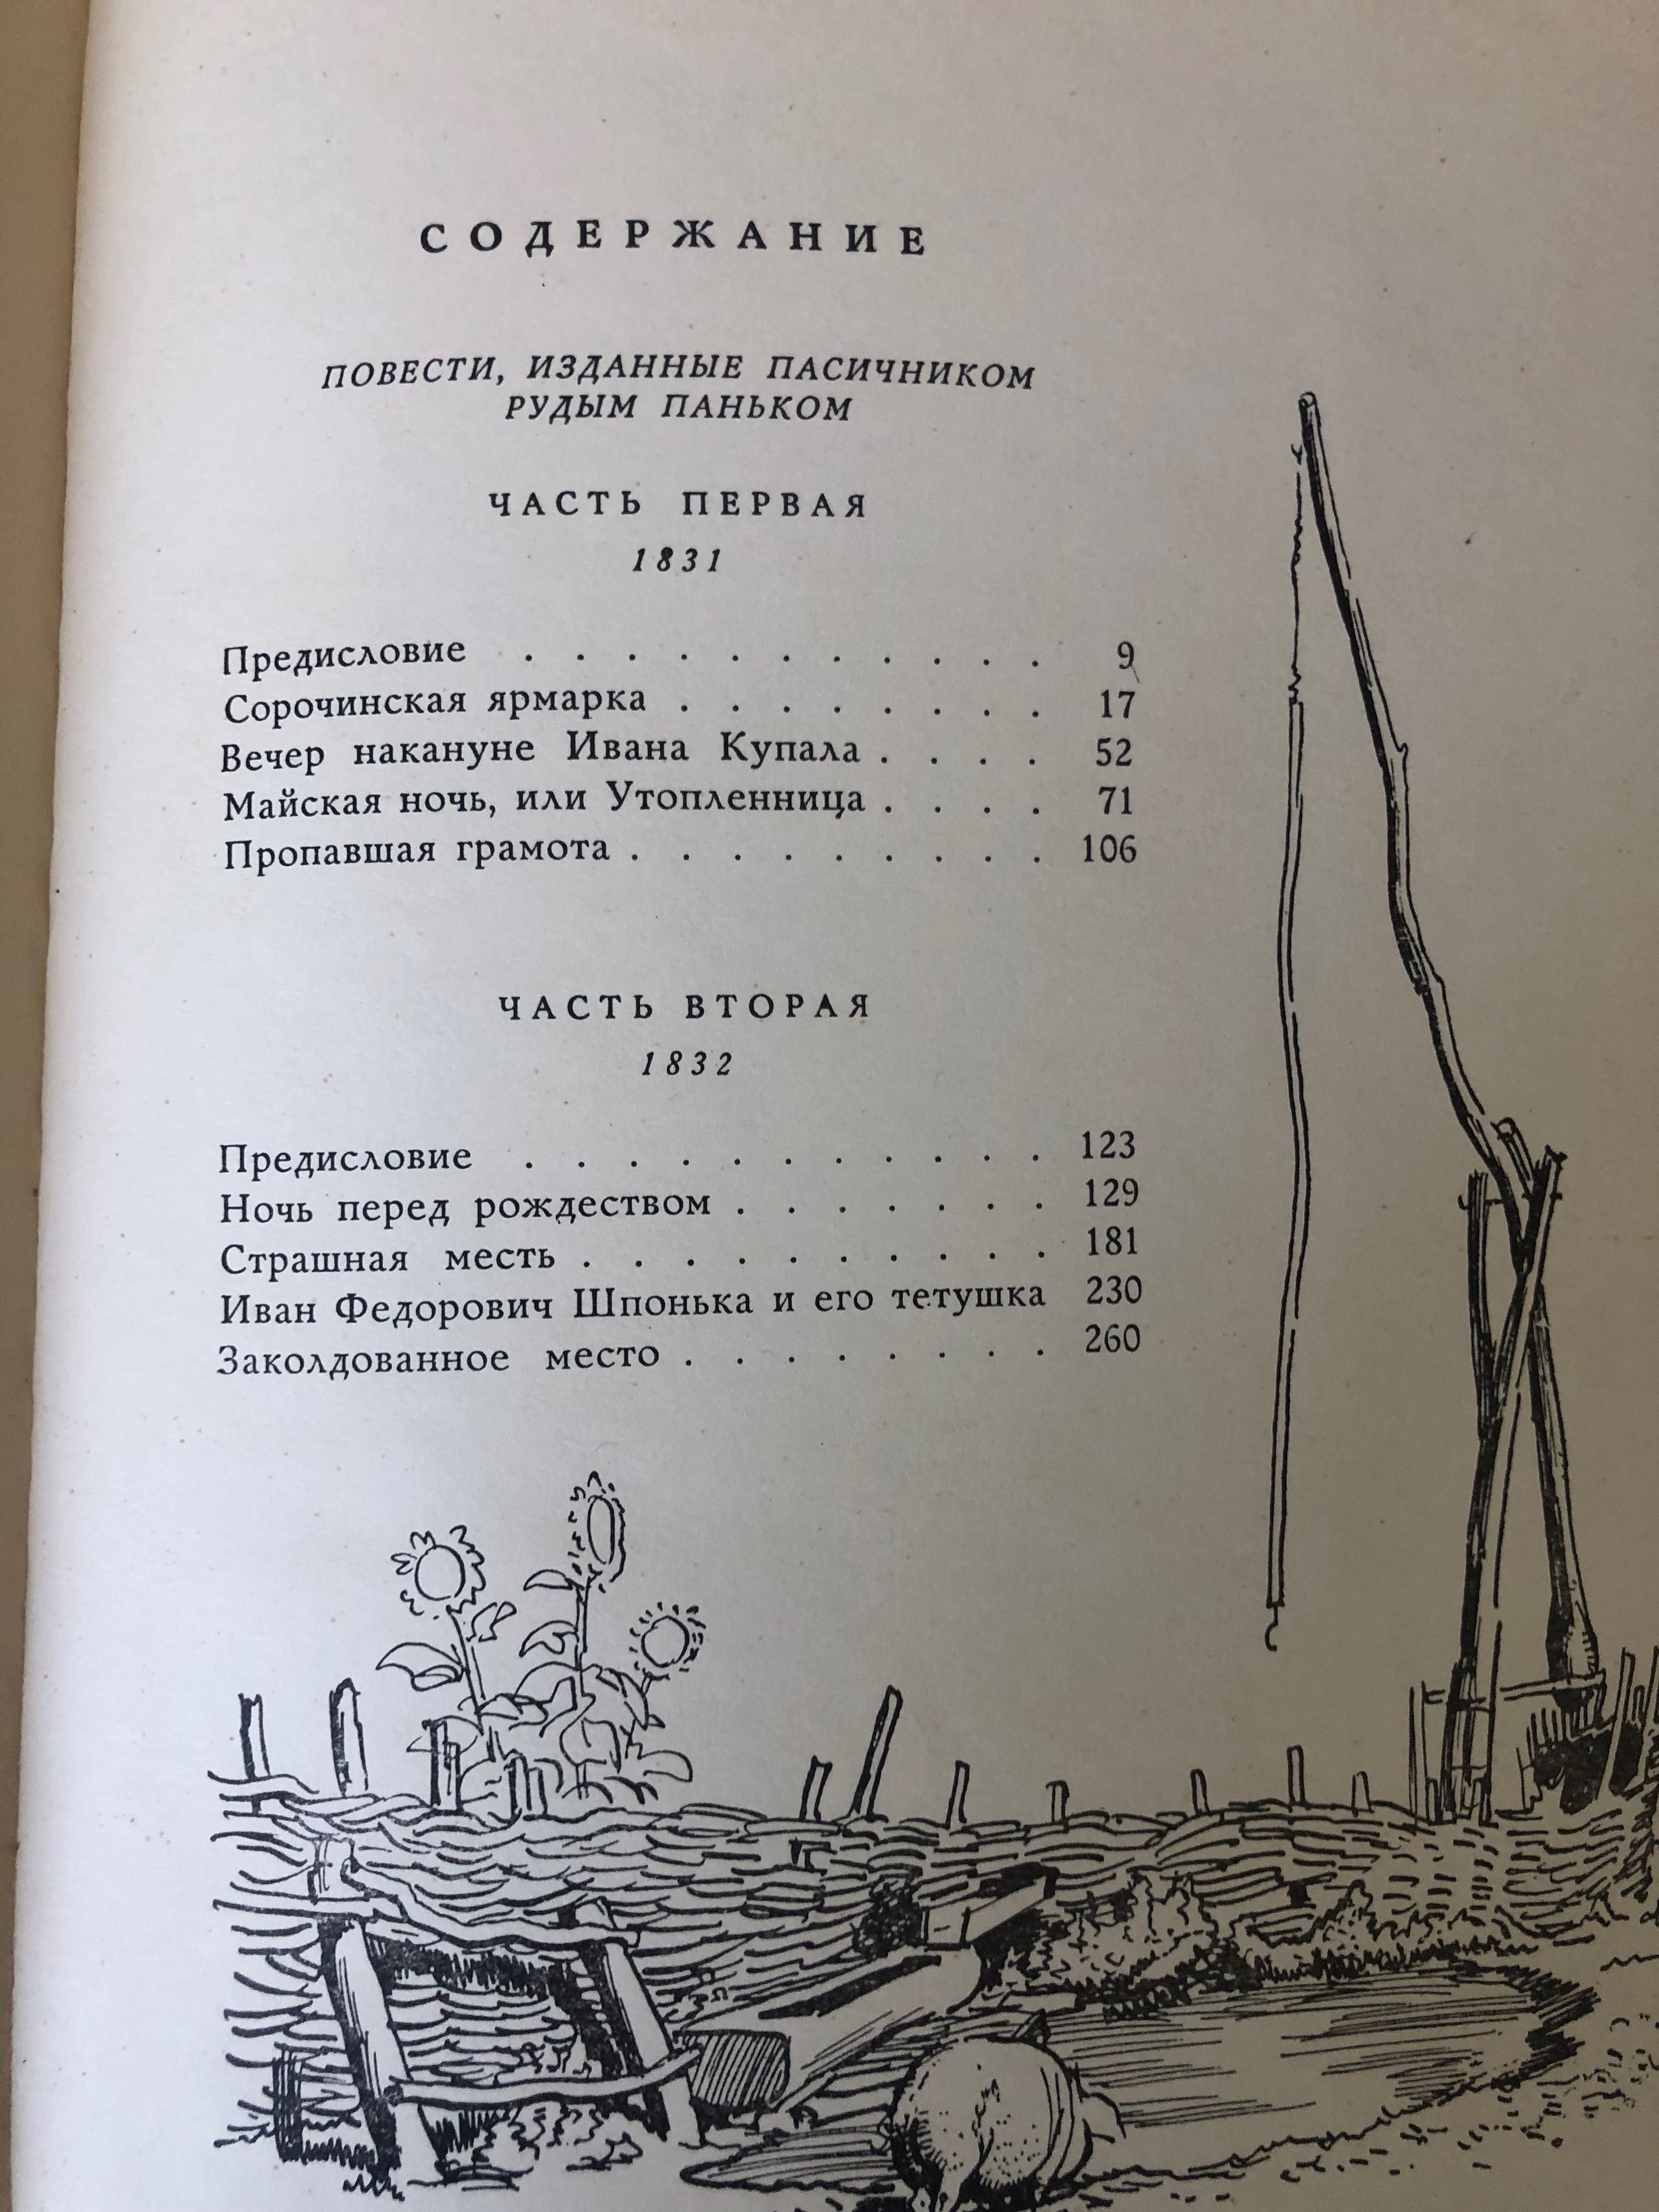 СОДЕРЖАНИЕ
ПОВЕСТИ, ИЗДАННЫЕ ПАСИЧНИКОМ
РУДЫМ ПАНЬКОМ
ЧАСТЬ ПЕРВАЯ
1831
Предисловие . . . . . . . . . . . 9
Сорочинская ярмарка . . . . . . . . 17
Вечер накануне Ивана Купала . . . . 52
Майская ночь, или Утопленница . . . . 71
Пропавшая грамота . . . . . . . . . 106
ЧАСТЬ ВТОРАЯ
1832
Предисловие . . . . . . . . . . . 123
Ночь перед рождеством . . . . . . . 129
Страшная месть . . . . . . . . . . 181
Иван Федорович Шпонька и его тетушка 230
Заколдованное место . . . . . . . . 260